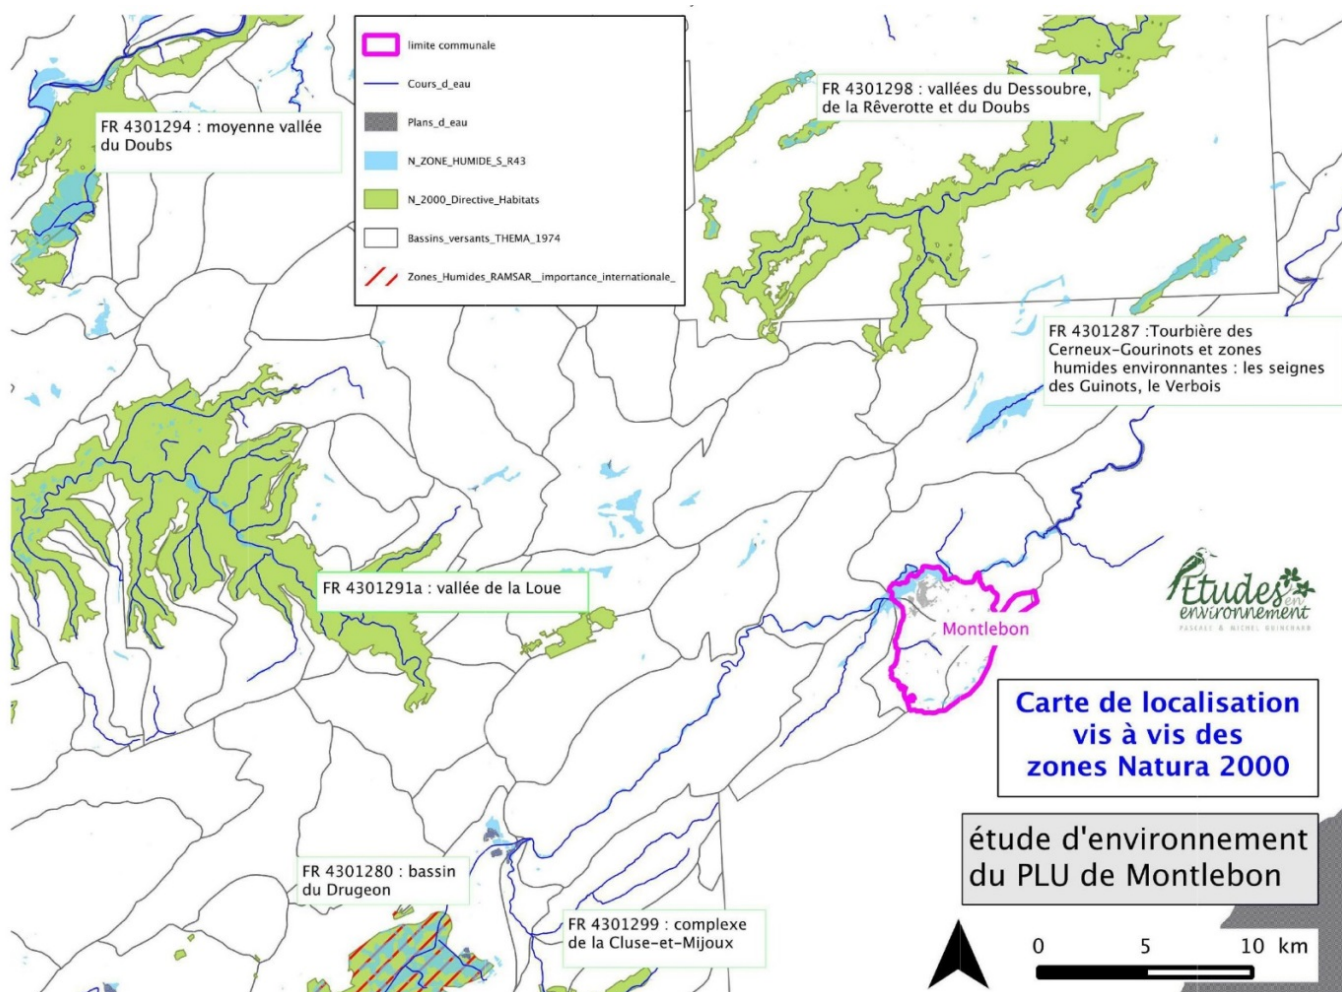 limite communale
Cours_d_eau
Plans_d_eau
N_ZONE_HUMIDE_S_R43
N_2000_Directive_Habitats
Bassins_versants_THEMA_1974
Zones_Humides_RAMSAR__importance_internationale_
FR 4301294 : moyenne vallée
du Doubs
FR 4301298 : vallées du Dessoubre,
de la Rêverotte et du Doubs
FR 4301287 :Tourbière des
Cerneux-Gourinots et zones
humides environnantes : les seignes
des Guinots, le Verbois
FR 4301291a : vallée de la Loue
Montlebon
Etudes
en
environnement
PASCALE & MICHEL GUINCHARD
Carte de localisation
vis à vis des
zones Natura 2000
étude d'environnement
du PLU de Montlebon
FR 4301280 : bassin
du Drugeon
FR 4301299 : complexe
de la Cluse-et-Mijoux
0 5 10 km